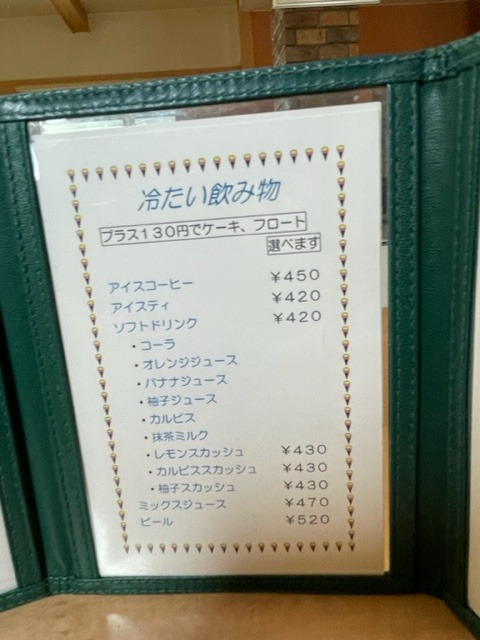 冷たい飲み物
プラス130円でケーキ、フロート
選べます
アイスコーヒー ¥450
アイスティ ¥420
ソフトドリンク ¥420
・コーラ
・オレンジジュース
・バナナジュース
・柚子ジュース
・カルピス
・抹茶ミルク
・レモンスカッシュ ¥430
・カルピススカッシュ ¥430
・柚子スカッシュ ¥430
ミックスジュース ¥470
ビール ¥520